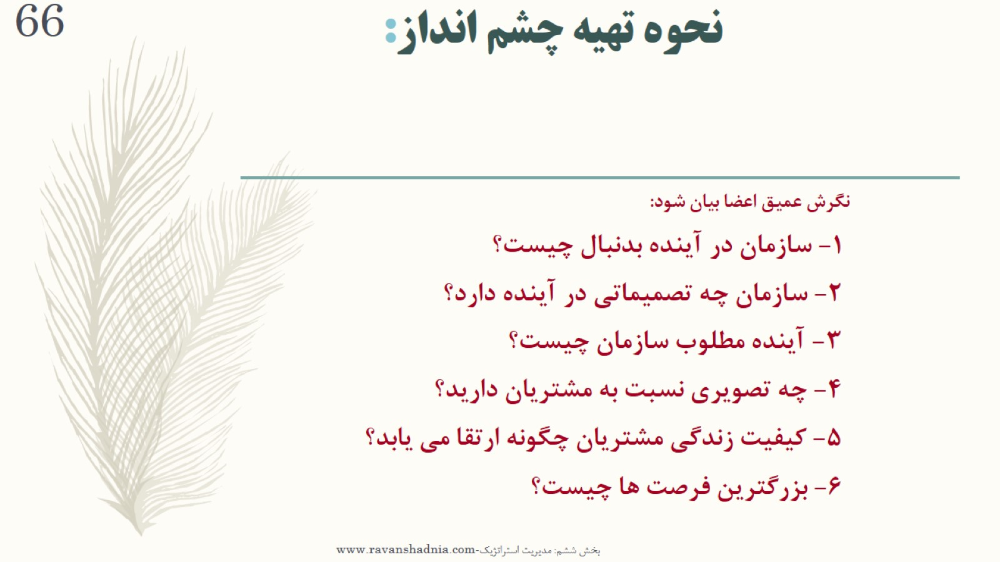 66
نحوه تهیه چشم انداز:
نگرش عمیق اعضا بیان شود:
۱- سازمان در آینده بدنبال چیست؟
۲- سازمان چه تصمیماتی در آینده دارد؟
۳- آینده مطلوب سازمان چیست؟
۴- چه تصویری نسبت به مشتریان دارید؟
۵- کیفیت زندگی مشتریان چگونه ارتقا می یابد؟
۶- بزرگترین فرصت ها چیست؟
بخش ششم: مدیریت استراتژیک-www.ravanshadnia.com